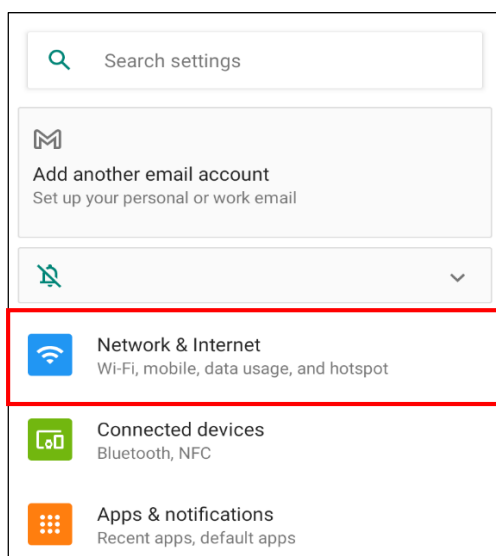 Search settings
Add another email account
Set up your personal or work email
Network & Internet
Wi-Fi, mobile, data usage, and hotspot
Connected devices
Bluetooth, NFC
Apps & notifications
Recent apps, default apps